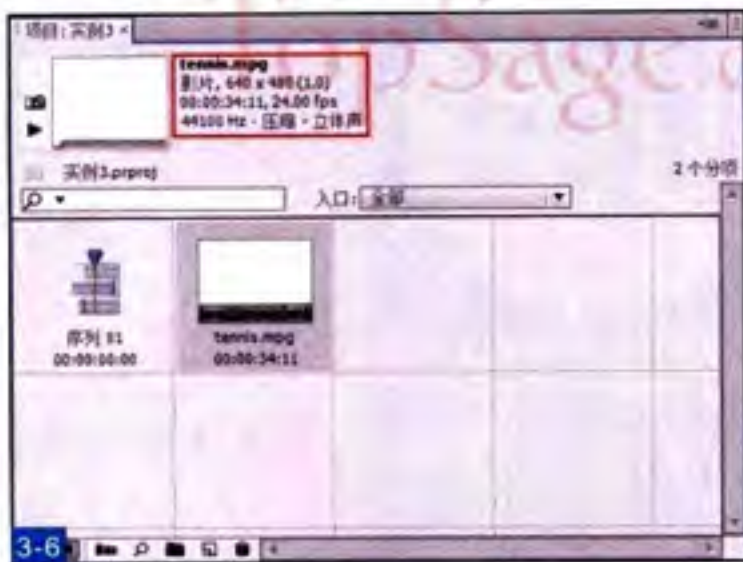 项目: 实例3 ×
tennis.mpg
影片, 640 x 480 (1.0)
00:00:34:11, 24.00 fps
44100 Hz - 压缩 - 立体声
实例3.prproj
2 个分项
入口: 全部
序列 01
tennis.mpg
00:00:00:00
00:00:34:11
3-6